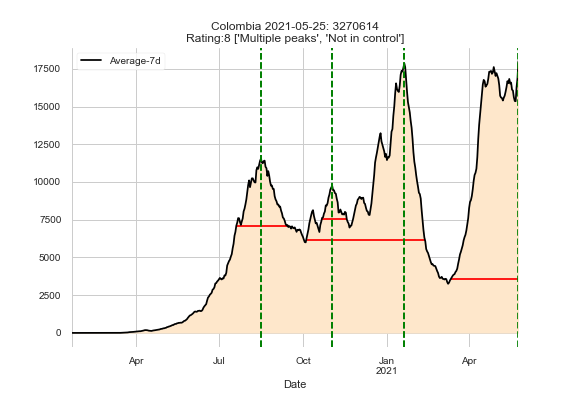 Colombia 2021-05-25: 3270614
Rating:8 ['Multiple peaks', 'Not in control']
Average-7d
17500
15000
12500
10000
7500
5000
2500
0
Apr
Jul
Oct
Jan
2021
Apr
Date